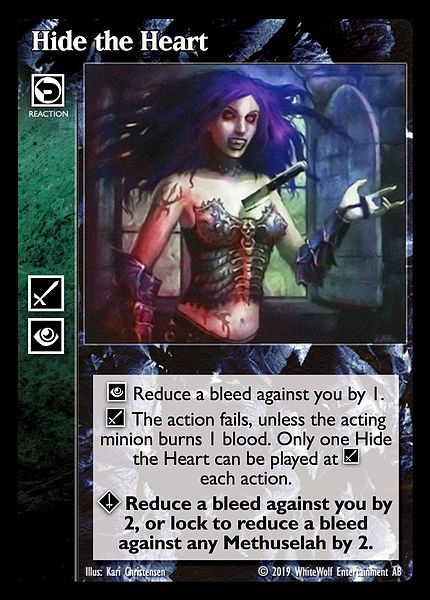 Hide the Heart
REACTION
Reduce a bleed against you by 1.
The action fails, unless the acting
minion burns 1 blood. Only one Hide
the Heart can be played at
each action.
Reduce a bleed against you by
2, or lock to reduce a bleed
against any Methuselah by 2.
Illus: Kari Christensen © 2019 WhiteWolf Entertainment AB